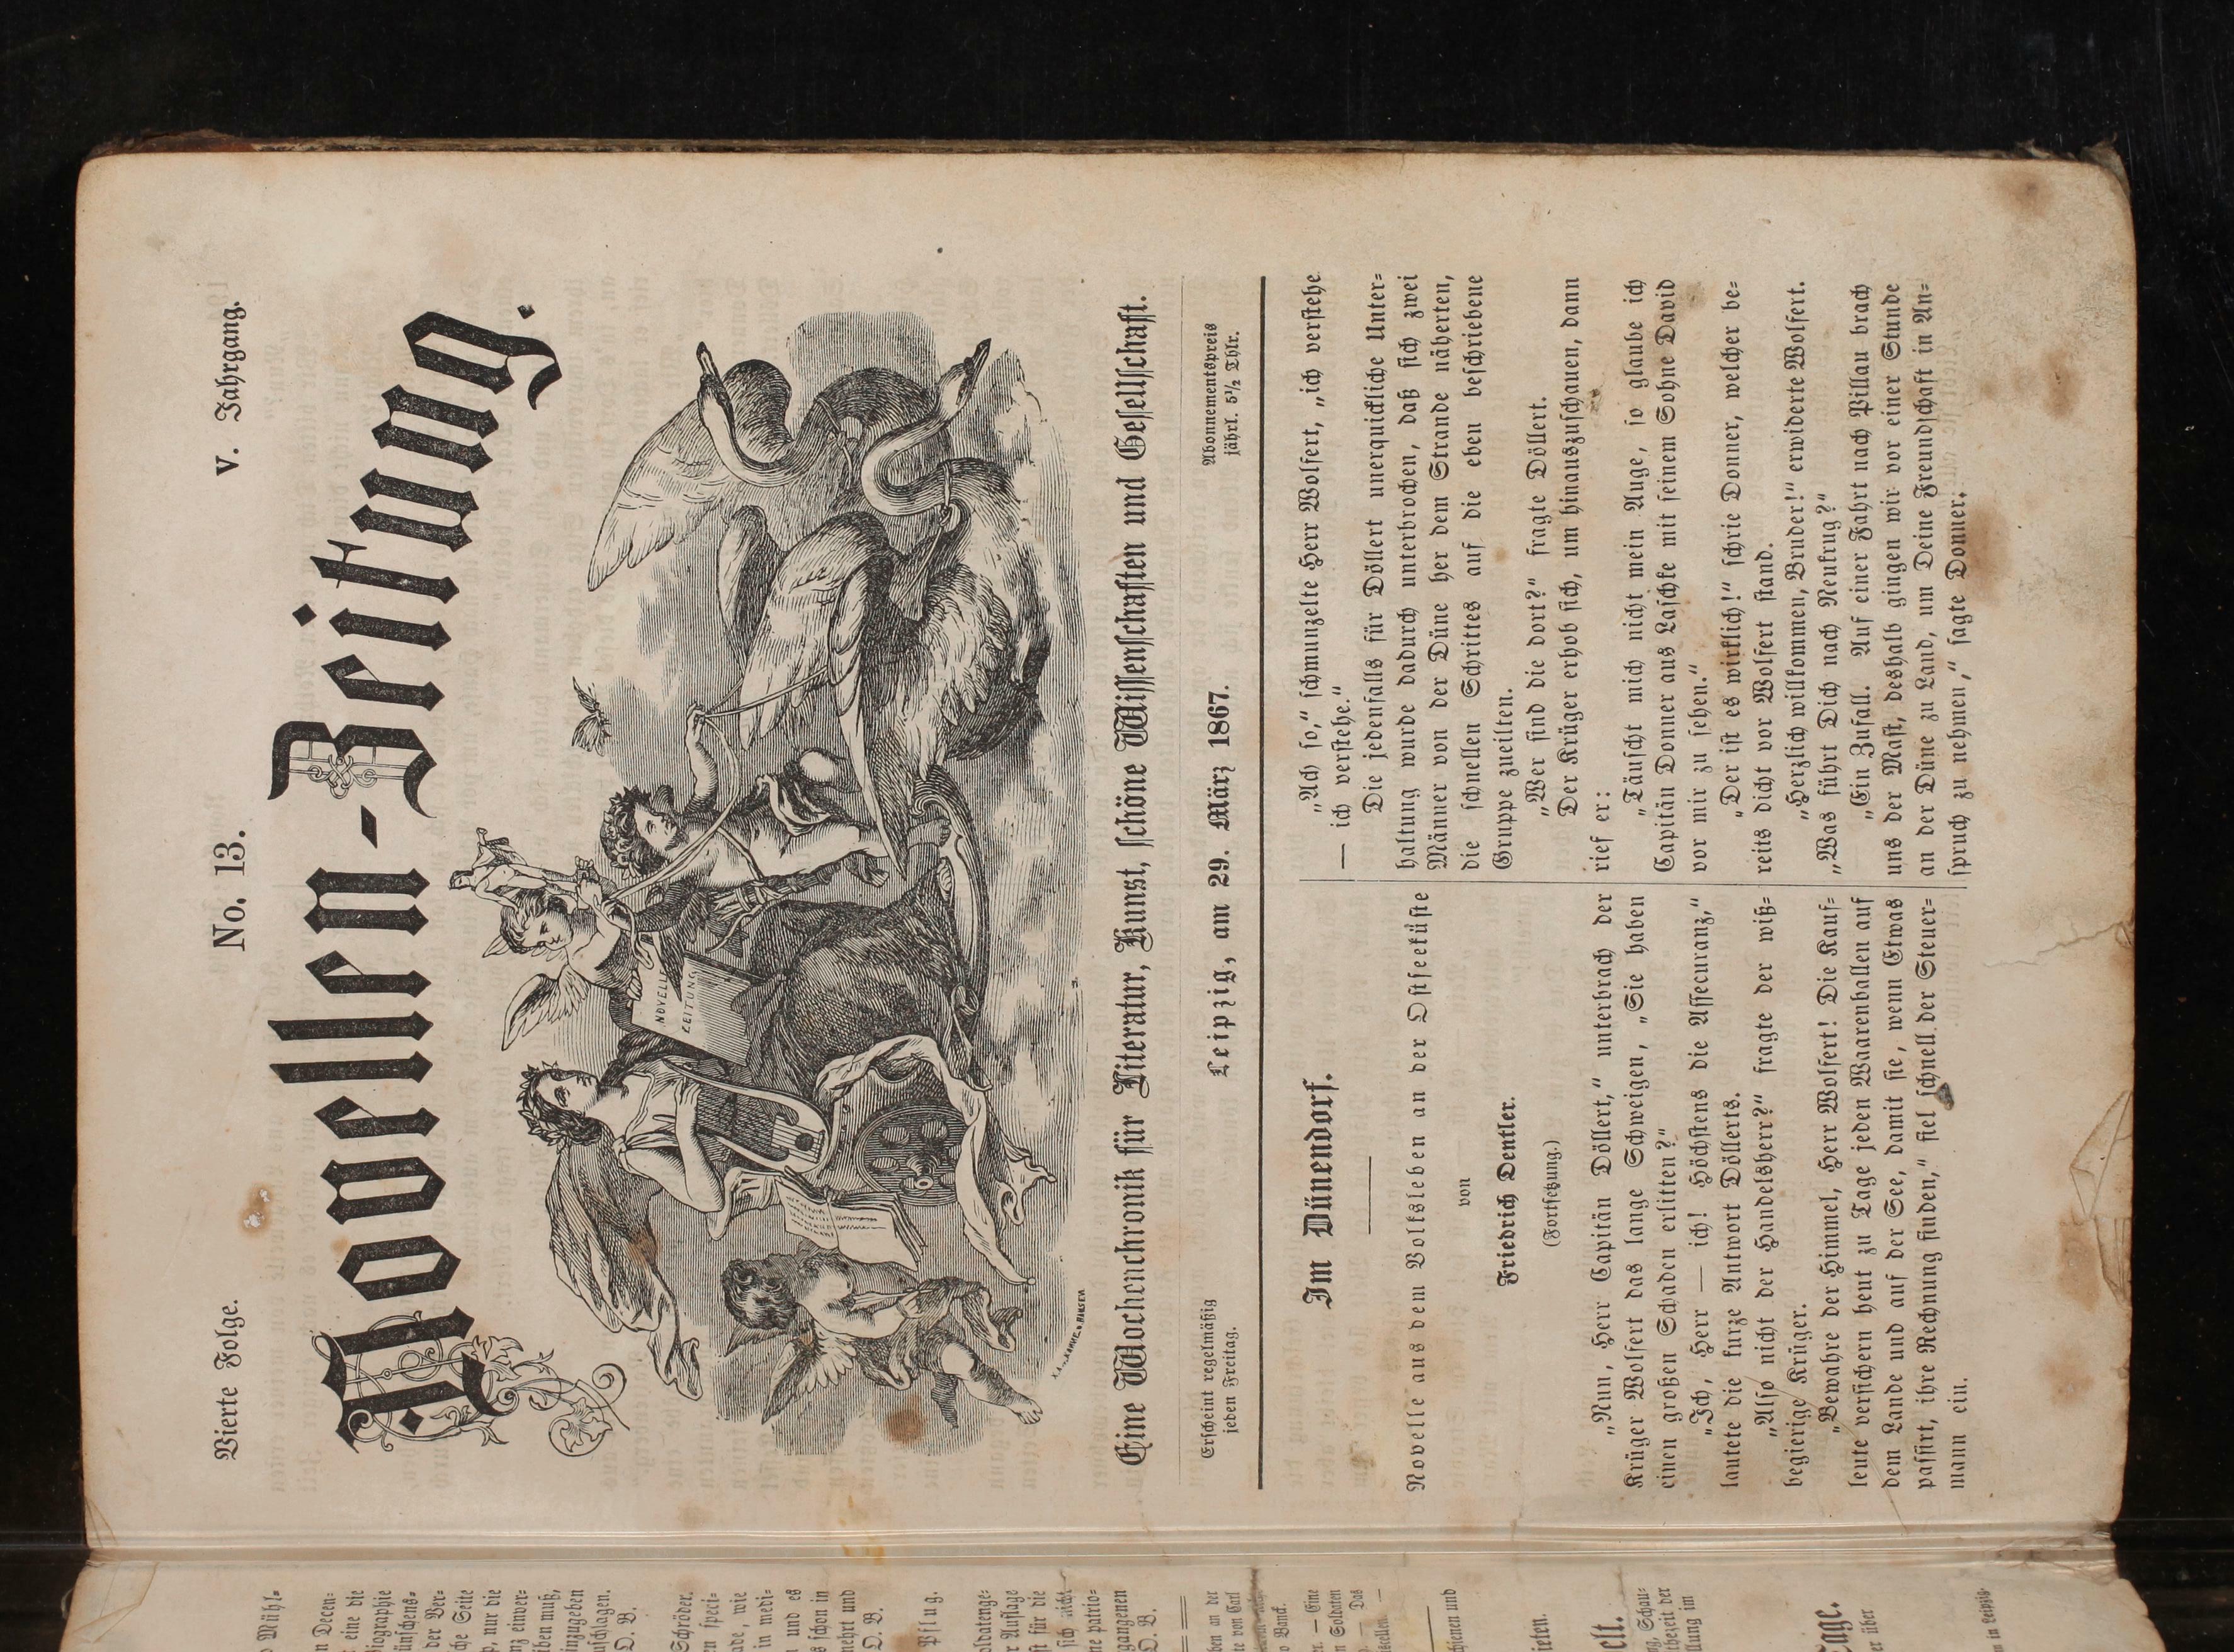 Vierte Folge.
No. 13.
V. Jahrgang.
Novellen-Zeitung.
NOVELLEN
ZEITUNG
Eine Wochenchronik für Literatur, Kunst, schöne Wissenschaften und Gesellschaft.
Erscheint regelmäßig
jeden Freitag.
Leipzig, am 29. März 1867.
Abonnementspreis
jährl. 5½ Thlr.
Im Dünendorf.
Novelle aus dem Volksleben an der Ostseeküste
von
Friedrich Dentler.
(Fortsetzung.)
„Nun, Herr Capitän Döllert,“ unterbrach der
Krüger Wolfert das lange Schweigen, „Sie haben
einen großen Schaden erlitten?“
„Ich, Herr — ich! Höchstens die Assecuranz,“
lautete die kurze Antwort Döllerts.
„Also nicht der Handelsherr?“ fragte der wiß-
begierige Krüger.
„Bewahre der Himmel, Herr Wolfert! Die Kauf-
leute versichern heut zu Tage jeden Waarenballen auf
dem Lande und auf der See, damit sie, wenn Etwas
passirt, ihre Rechnung finden,“ fiel schnell der Steuer-
mann ein.
„Ach so,“ schmunzelte Herr Wolfert, „ich verstehe
— ich verstehe.“
Die jedenfalls für Döllert unerquickliche Unter-
haltung wurde dadurch unterbrochen, daß sich zwei
Männer von der Düne her dem Strande näherten,
die schnellen Schrittes auf die eben beschriebene
Gruppe zueilten.
„Wer sind die dort?“ fragte Döllert.
Der Krüger erhob sich, um hinauszuschauen, dann
rief er:
„Täuscht mich nicht mein Auge, so glaube ich
Capitän Donner aus Laschke mit seinem Sohne David
vor mir zu sehen.“
„Der ist es wirklich!“ schrie Donner, welcher be-
reits dicht vor Wolfert stand.
„Herzlich willkommen, Bruder!“ erwiderte Wolfert.
„Was führt Dich nach Neukrug?“
„Ein Zufall. Auf einer Fahrt nach Pillau brach
uns der Mast, deshalb gingen wir vor einer Stunde
an der Düne zu Land, um Deine Freundschaft in An-
spruch zu nehmen,“ sagte Donner.